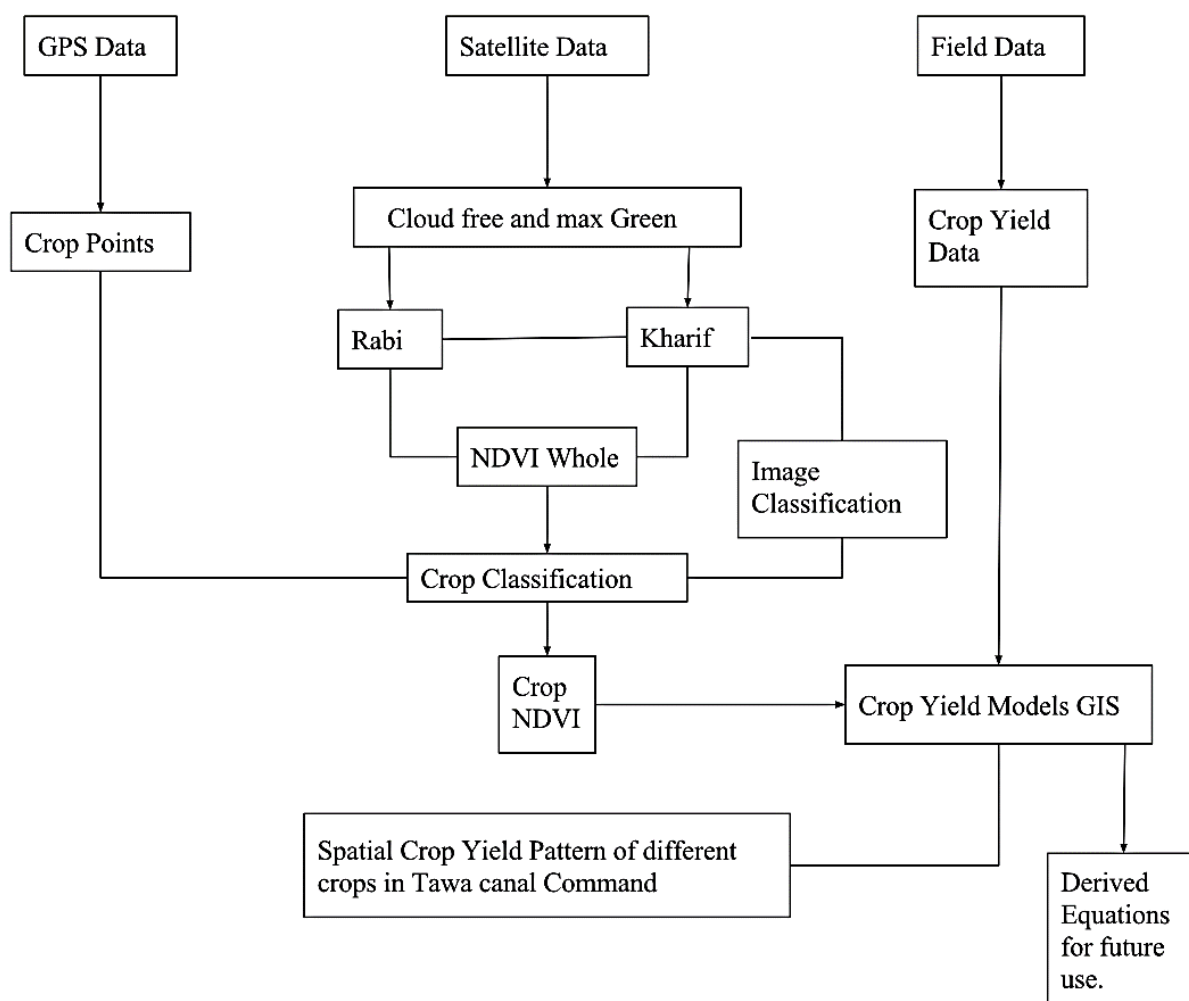 GPS Data
Satellite Data
Field Data
Cloud free and max Green
Crop Points
Crop Yield
Data
Rabi
Kharif
NDVI Whole
Image
Classification
Crop Classification
Crop
NDVI
Crop Yield Models GIS
Spatial Crop Yield Pattern of different
crops in Tawa canal Command
Derived
Equations
for future
use.